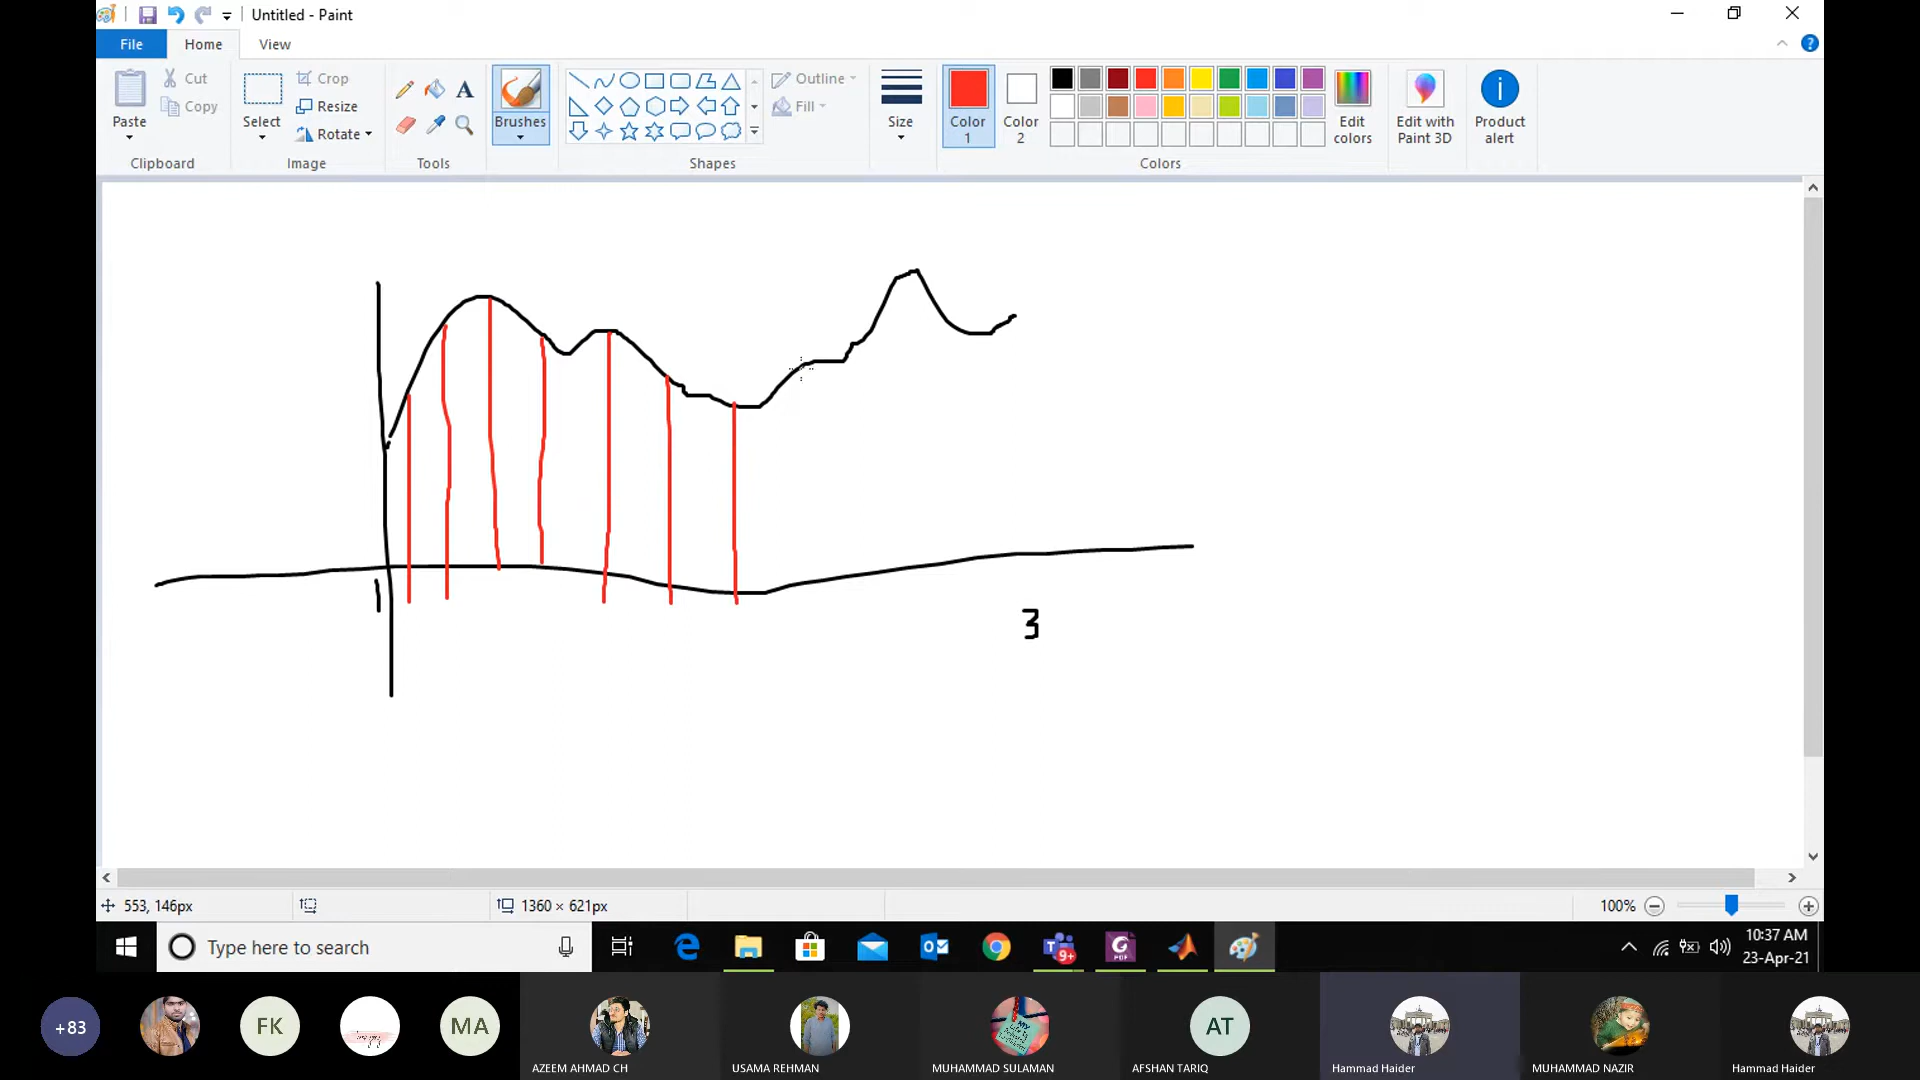 Untitled - Paint
File Home View
Paste
Cut
Copy
Clipboard
Select
Crop
Resize
Rotate
Image
A
Tools
Brushes
Shapes
Outline
Fill
Size
Color 1
Color 2
Edit colors
Colors
Edit with Paint 3D
Product alert
1
3
553, 146px
1360 × 621px
100%
Type here to search
9+
PDF
10:37 AM
23-Apr-21
+83
FK
MA
AT
AZEEM AHMAD CH
USAMA REHMAN
MUHAMMAD SULAMAN
AFSHAN TARIQ
Hammad Haider
MUHAMMAD NAZIR
Hammad Haider